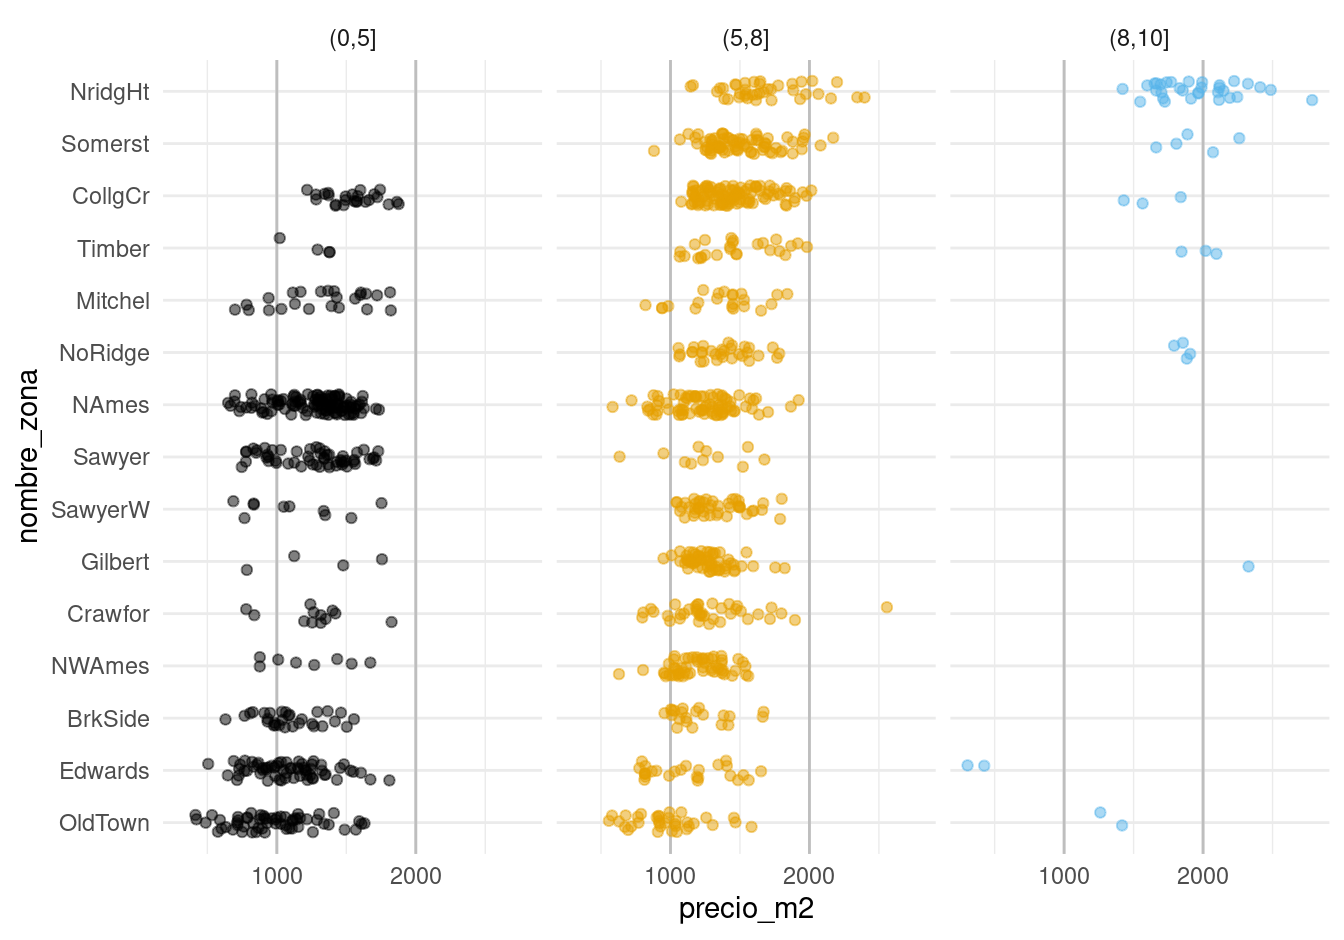 (0,5] (5,8] (8,10]
NridgHt
Somerst
CollgCr
Timber
Mitchel
NoRidge
NAmes
Sawyer
SawyerW
Gilbert
Crawfor
NWAmes
BrkSide
Edwards
OldTown
nombre_zona
1000 2000 1000 2000 1000 2000
precio_m2